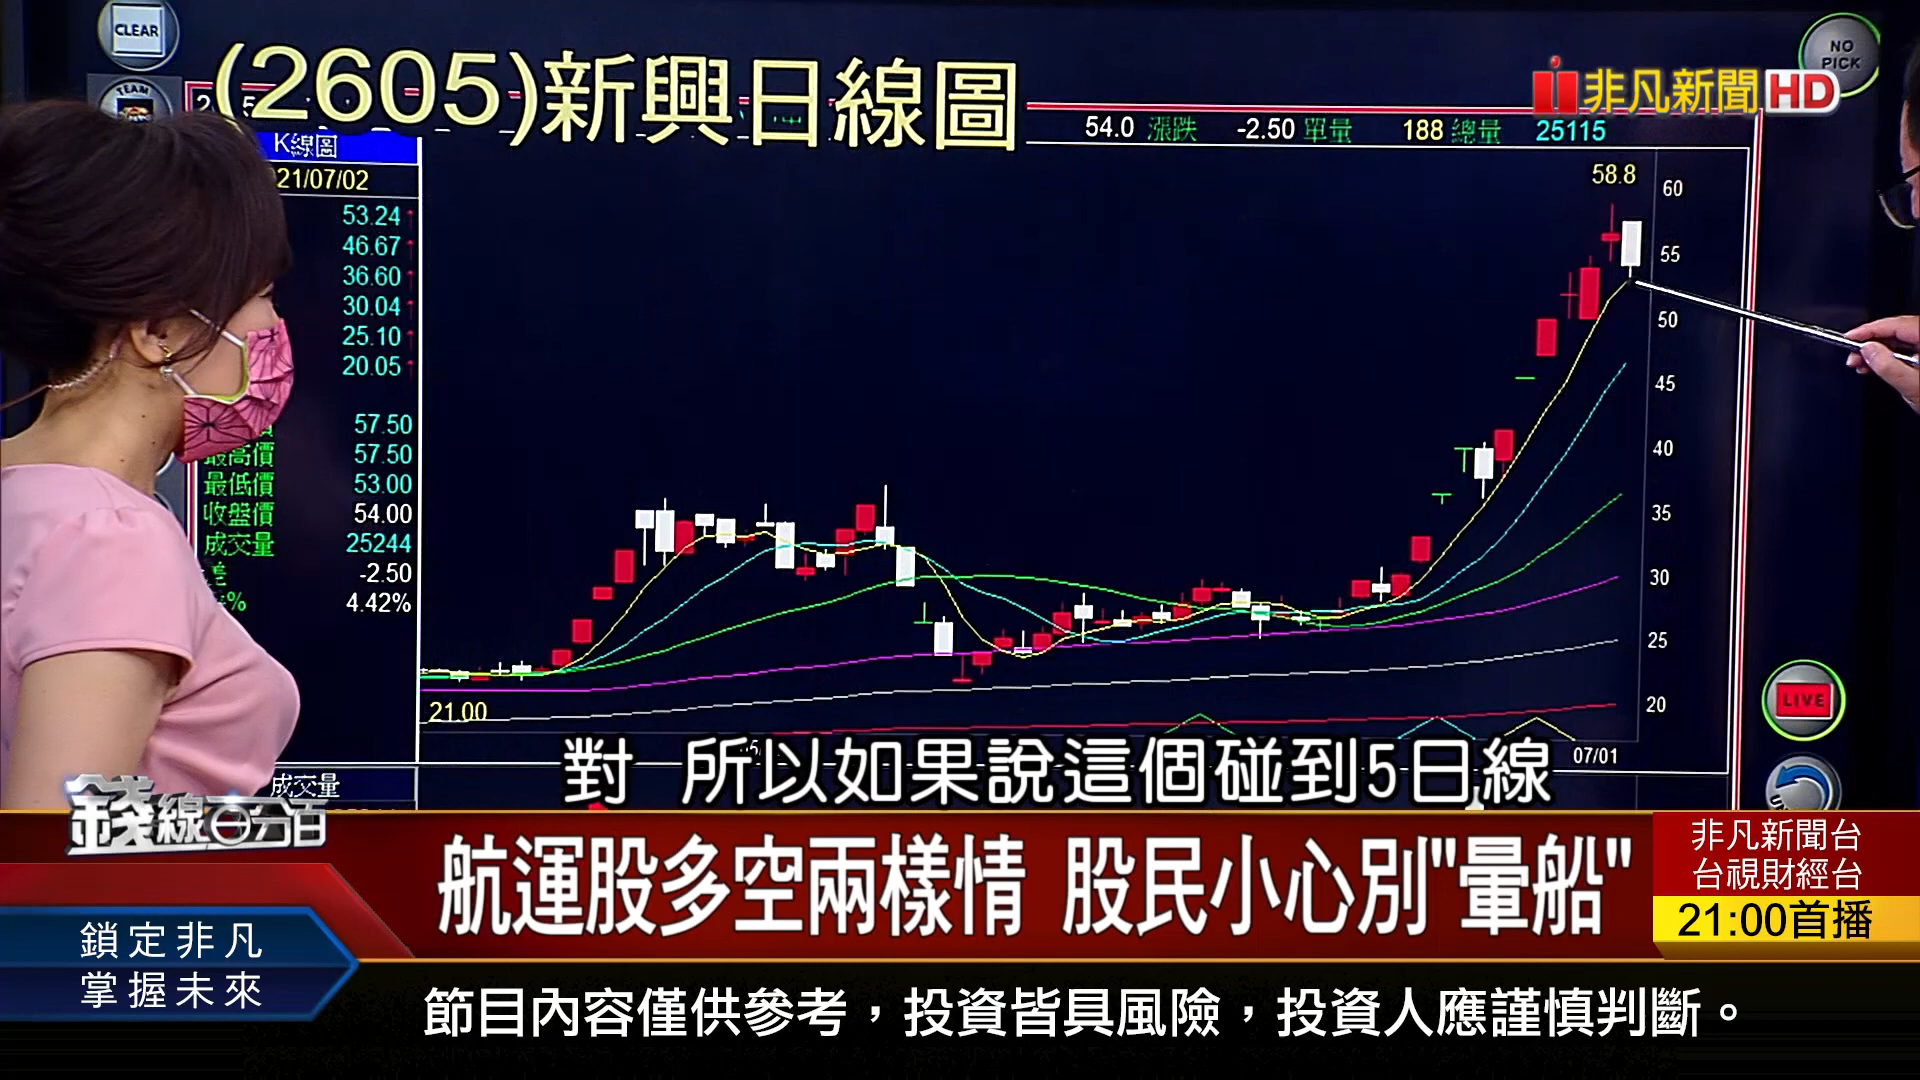 CLEAR
TEAM
NO
PICK
(2605)新興日線圖
非凡新聞HD
54.0 漲跌 -2.50 單量 188 總量 25115
K線圖
21/07/02
53.24
46.67
36.60
30.04
25.10
20.05
57.50
最高價 57.50
最低價 53.00
收盤價 54.00
成交量 25244
差 -2.50
% 4.42%
58.8
60
55
50
45
40
35
30
25
20
21.00
07/01
LIVE
成交量
對 所以如果說這個碰到5日線
錢線百分百
航運股多空兩樣情 股民小心別"暈船"
非凡新聞台
台視財經台
21:00首播
鎖定非凡
掌握未來
節目內容僅供參考，投資皆具風險，投資人應謹慎判斷。